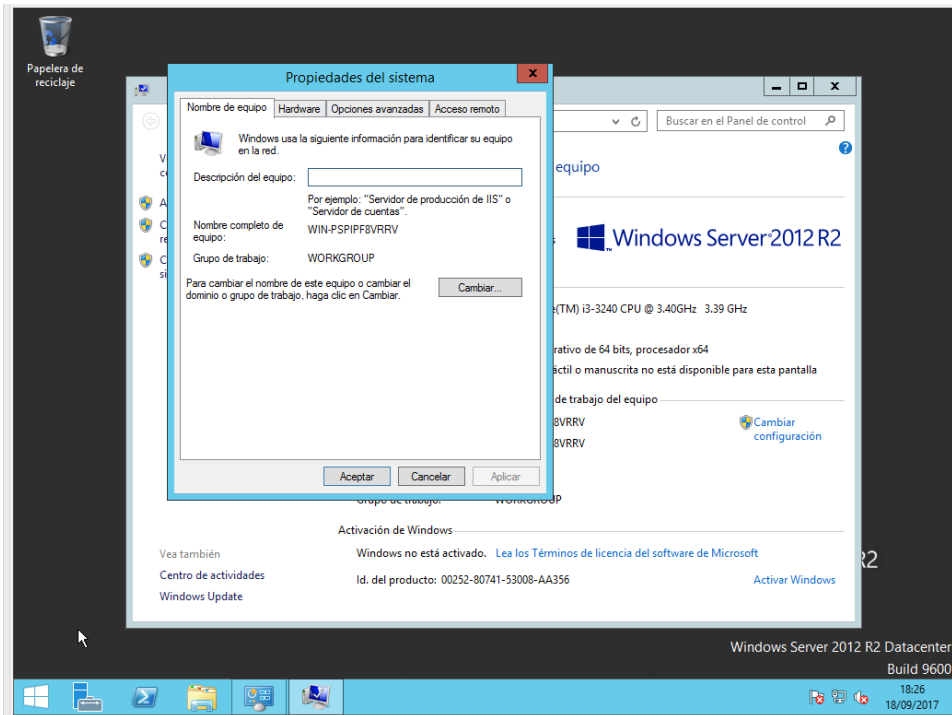 Papelera de
reciclaje
Propiedades del sistema
x
Nombre de equipo
Hardware
Opciones avanzadas
Acceso remoto
Windows usa la siguiente información para identificar su equipo
en la red.
Descripción del equipo:
Por ejemplo: "Servidor de producción de IIS" o
"Servidor de cuentas".
Nombre completo de
equipo:
WIN-PSPIPF8VRRV
Grupo de trabajo:
WORKGROUP
Para cambiar el nombre de este equipo o cambiar el
dominio o grupo de trabajo, haga clic en Cambiar.
Cambiar...
Aceptar
Cancelar
Aplicar
Buscar en el Panel de control
equipo
Windows Server 2012 R2
(TM) i3-3240 CPU @ 3.40GHz 3.39 GHz
rativo de 64 bits, procesador x64
áctil o manuscrita no está disponible para esta pantalla
de trabajo del equipo
8VRRV
8VRRV
Cambiar
configuración
Grupo de trabajo:
WORKGROUP
Activación de Windows
Windows no está activado. Lea los Términos de licencia del software de Microsoft
Id. del producto: 00252-80741-53008-AA356
Activar Windows
Vea también
Centro de actividades
Windows Update
R2
Windows Server 2012 R2 Datacenter
Build 9600
18:26
18/09/2017